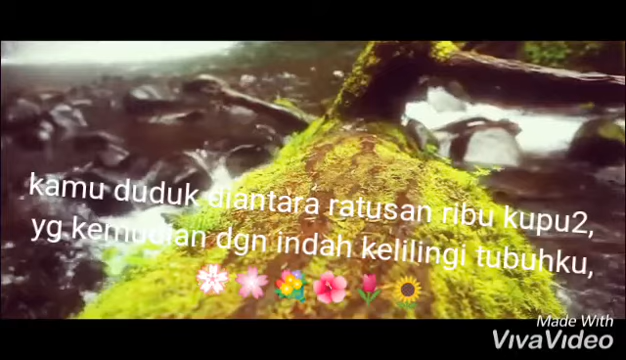 kamu duduk diantara ratusan ribu kupu2,
yg kemudian dgn indah kelilingi tubuhku,
🌸🌸💐🌺🌷🌻
Made With
VivaVideo